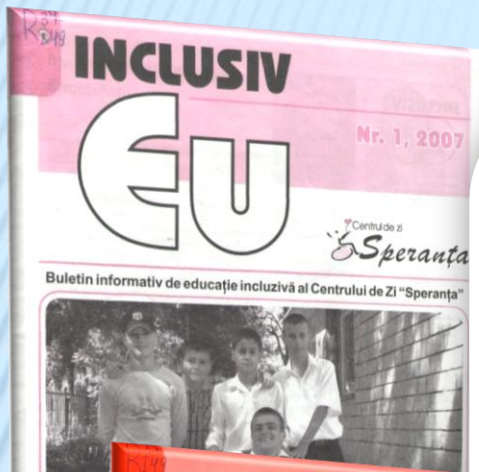 INCLUSIV
EU
Nr. 1, 2007
Centrul de zi
Speranța
Buletin informativ de educație incluzivă al Centrului de Zi "Speranța"